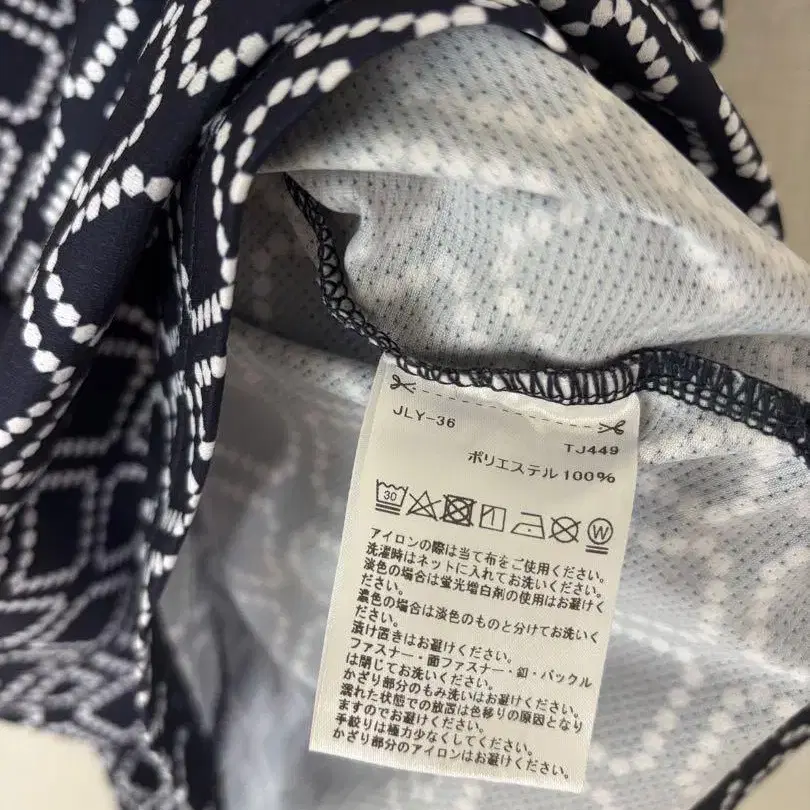 JLY-36
TJ449
ポリエステル 100%
30 W
アイロンの際は当て布をご使用ください。
洗濯時はネットに入れてお洗いください。
淡色の場合は蛍光増白剤の使用はお避けく
ださい。
濃色の場合は淡色のものと分けてお洗いく
ださい。
漬け置きはお避けください。
ファスナー・面ファスナー・釦・バックル
は閉じてお洗いください。
かざり部分のもみ洗いはお避けください。
濡れた状態での放置は色移りの原因となり
ますのでお避けください。
手絞りは極力少なくしてください。
かざり部分のアイロンはお避けください。